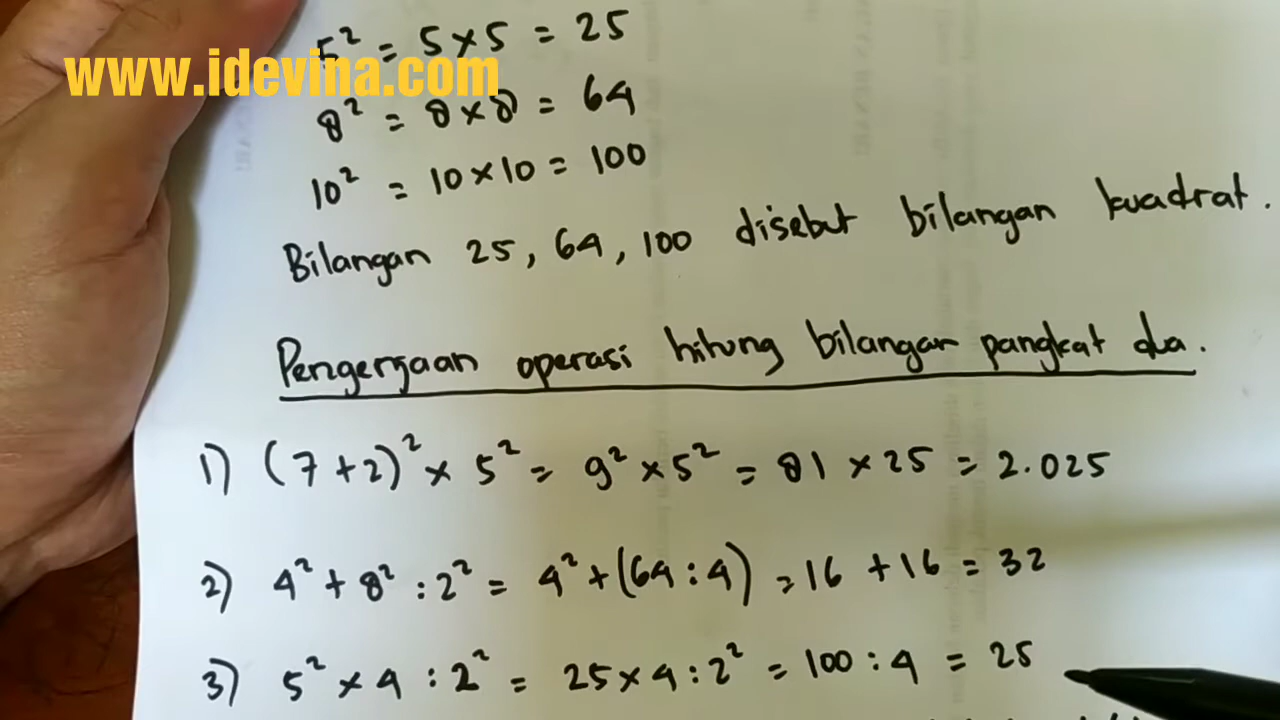 5² = 5 × 5 = 25
www.idevina.com
8² = 8 × 8 = 64
10² = 10 × 10 = 100
Bilangan 25, 64, 100 disebut bilangan kuadrat.
Pengerjaan operasi hitung bilangan pangkat dua.
1) (7 + 2)² × 5² = 9² × 5² = 81 × 25 = 2.025
2) 4² + 8² : 2² = 4² + (64 : 4) = 16 + 16 = 32
3) 5² × 4 : 2² = 25 × 4 : 2² = 100 : 4 = 25